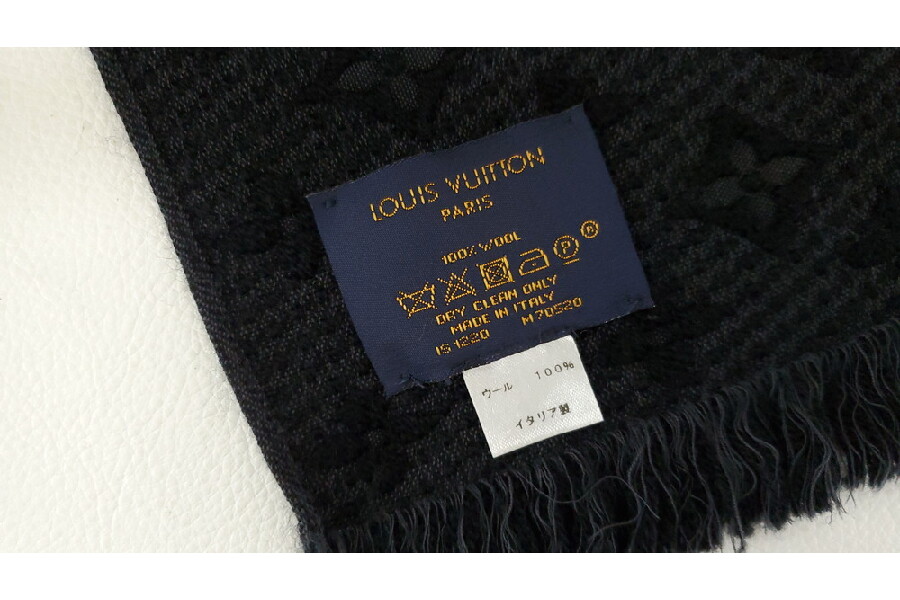 LOUIS VUITTON
PARIS
100% WOOL
P
R
DRY CLEAN ONLY
MADE IN ITALY
IS 1220 M70520
ウール 100%
イタリア製